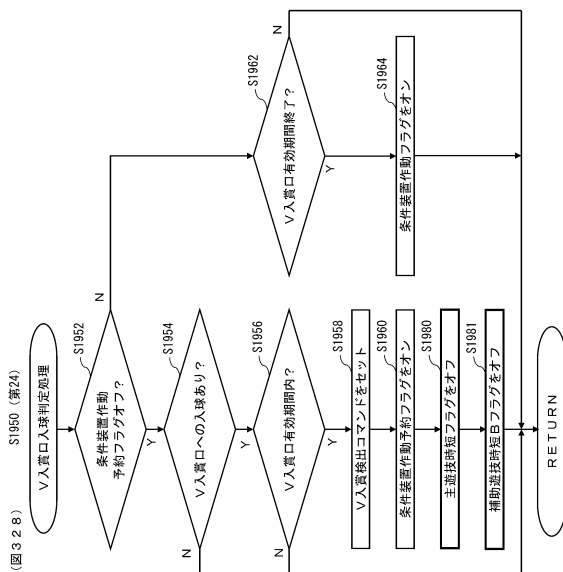 (図328)
S1950 (第24)
V入賞口入球判定処理
S1952
条件装置作動
予約フラグオフ?
N
Y
S1954
V入賞口への入球あり?
N
Y
S1956
V入賞口有効期間内?
N
Y
S1958
V入賞検出コマンドをセット
S1960
条件装置作動予約フラグをオン
S1980
主遊技時短フラグをオフ
S1981
補助遊技時短Bフラグをオフ
S1962
V入賞口有効期間終了?
N
Y
S1964
条件装置作動フラグをオン
RETURN